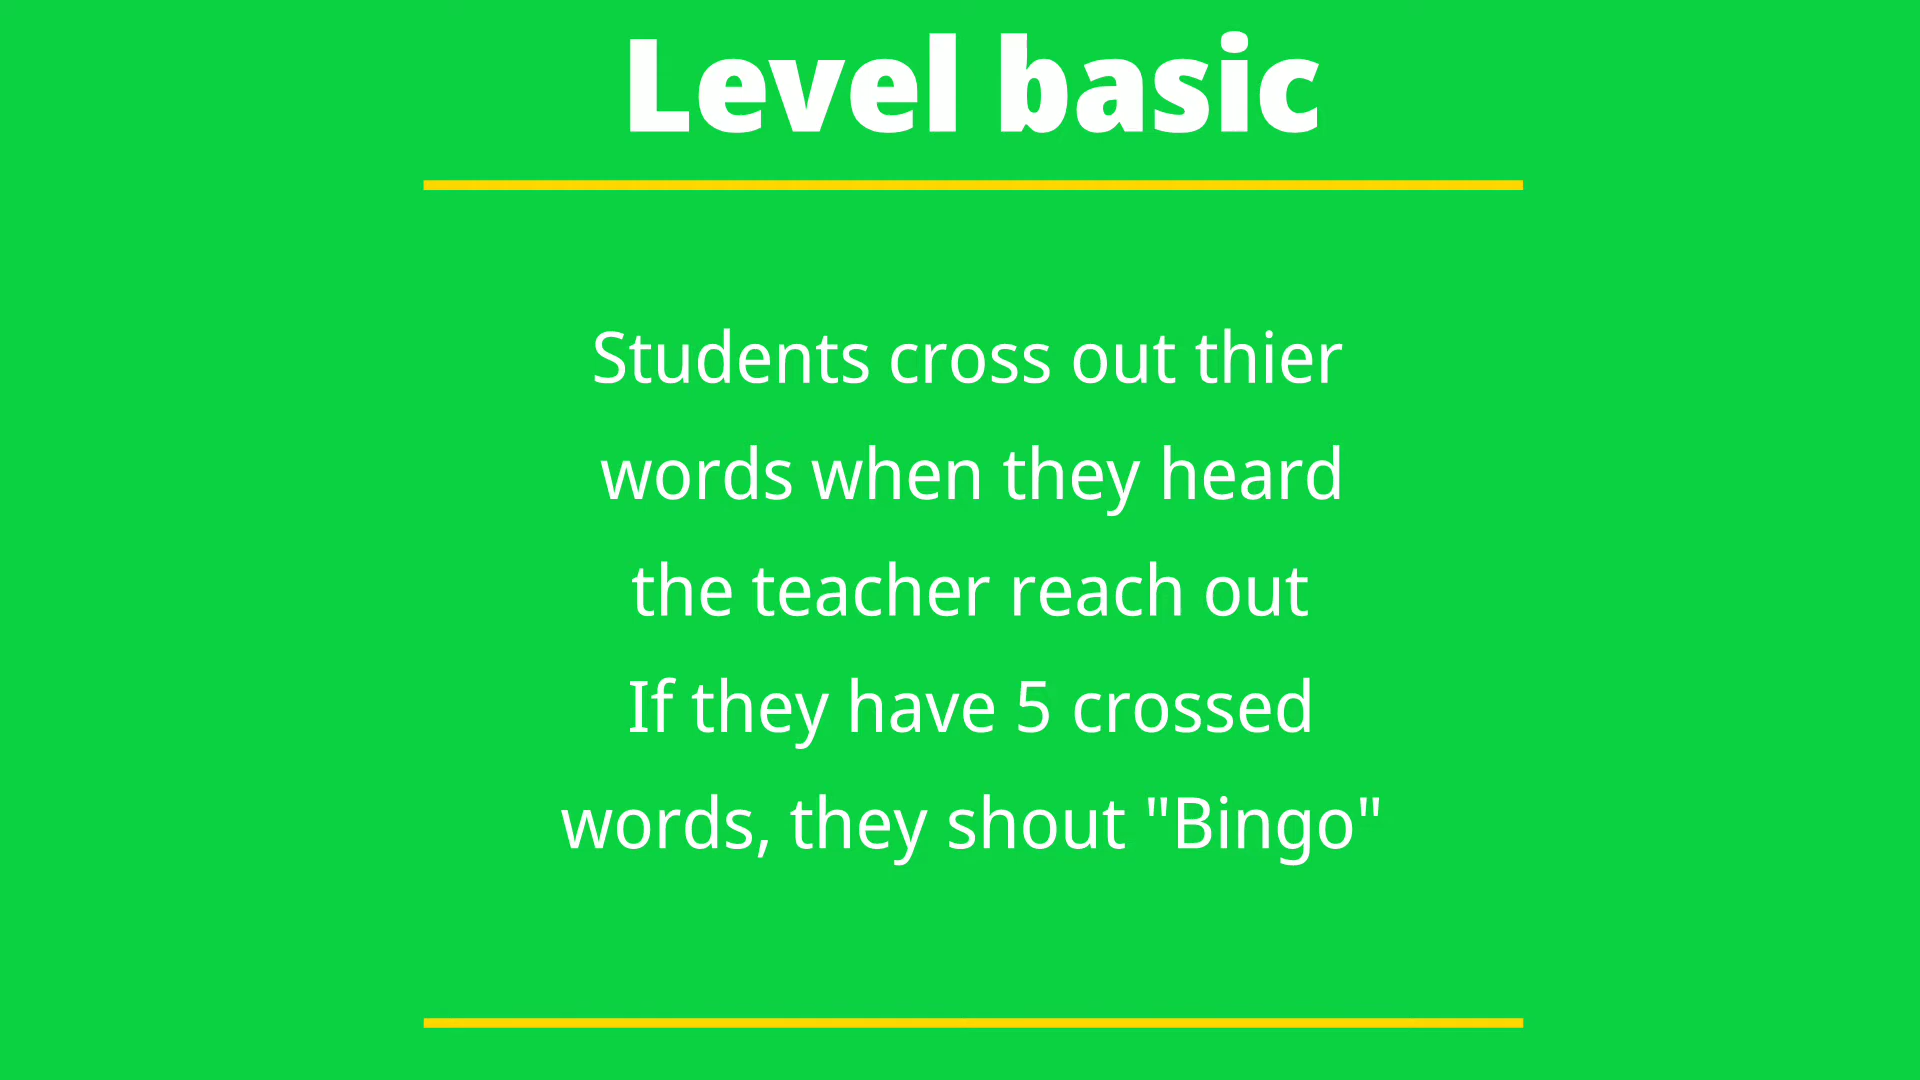 Level basic
Students cross out thier
words when they heard
the teacher reach out
If they have 5 crossed
words, they shout "Bingo"